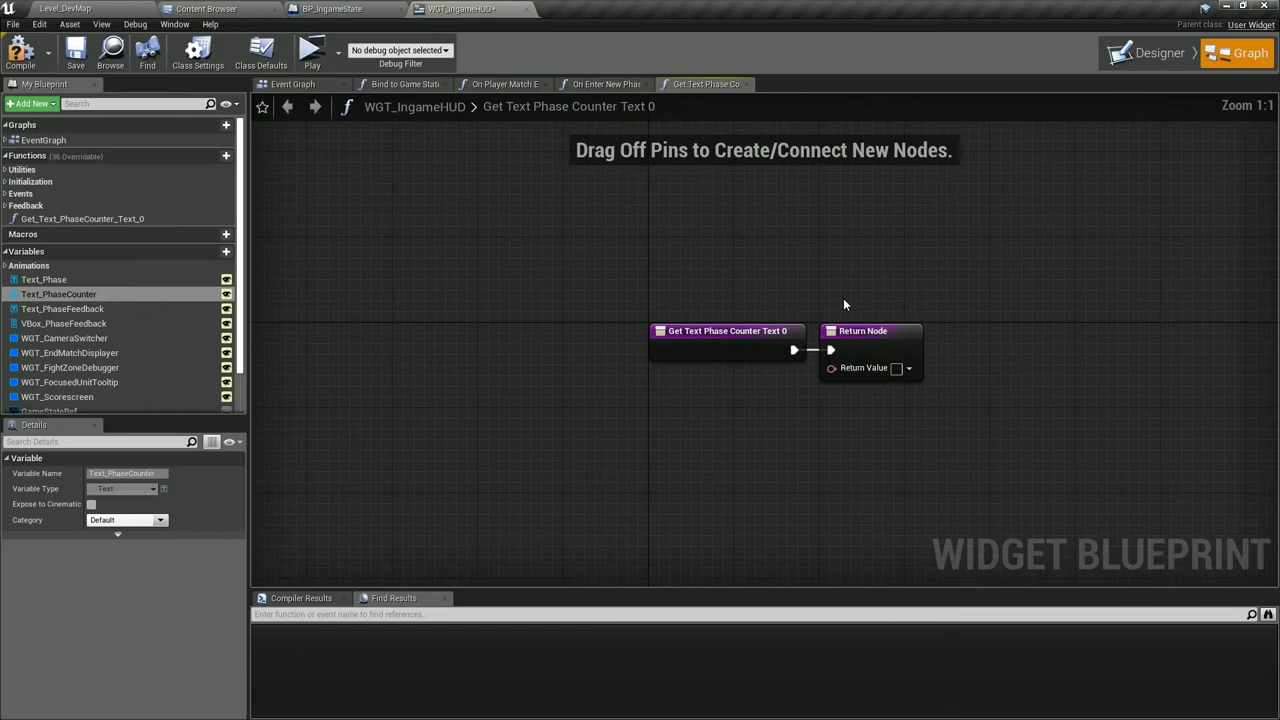 Level_DevMap
Content Browser
BP_IngameState
WGT_IngameHUD*
File Edit Asset View Debug Window Help
Parent class: User Widget
Compile
Save
Browse
Find
Class Settings
Class Defaults
Play
No debug object selected
Debug Filter
Designer
Graph
My Blueprint
Event Graph
Bind to Game Stat
On Player Match E
On Enter New Phas
Get Text Phase Co
+Add New
Search
WGT_IngameHUD > Get Text Phase Counter Text 0
Zoom 1:1
Graphs
EventGraph
Functions (36 Overridable)
Utilities
Initialization
Events
Feedback
Get_Text_PhaseCounter_Text_0
Macros
Variables
Animations
Text_Phase
Text_PhaseCounter
Text_PhaseFeedback
VBox_PhaseFeedback
WGT_CameraSwitcher
WGT_EndMatchDisplayer
WGT_FightZoneDebugger
WGT_FocusedUnitTooltip
WGT_Scorescreen
GameStateRef
Drag Off Pins to Create/Connect New Nodes.
Get Text Phase Counter Text 0
Return Node
Return Value
WIDGET BLUEPRINT
Details
Search Details
Variable
Variable Name Text_PhaseCounter
Variable Type Text
Expose to Cinematic
Category Default
Compiler Results
Find Results
Enter function or event name to find references...